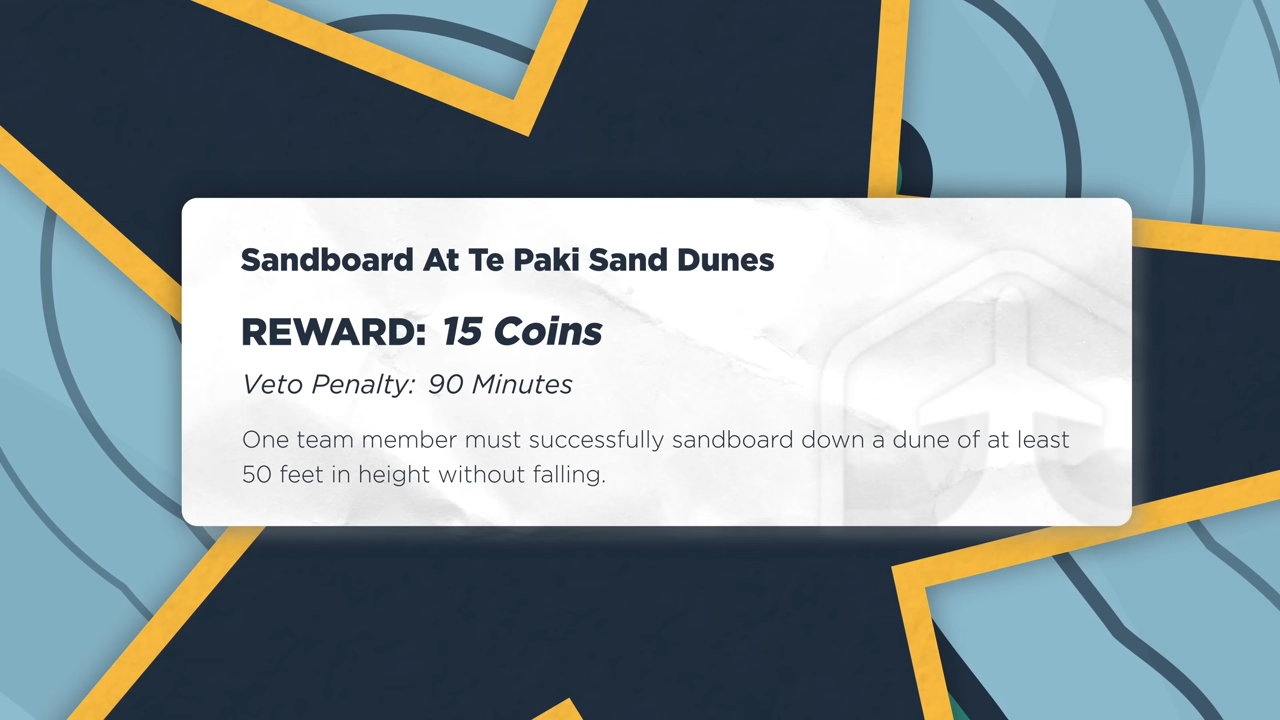 Sandboard At Te Paki Sand Dunes
REWARD: 15 Coins
Veto Penalty: 90 Minutes
One team member must successfully sandboard down a dune of at least
50 feet in height without falling.